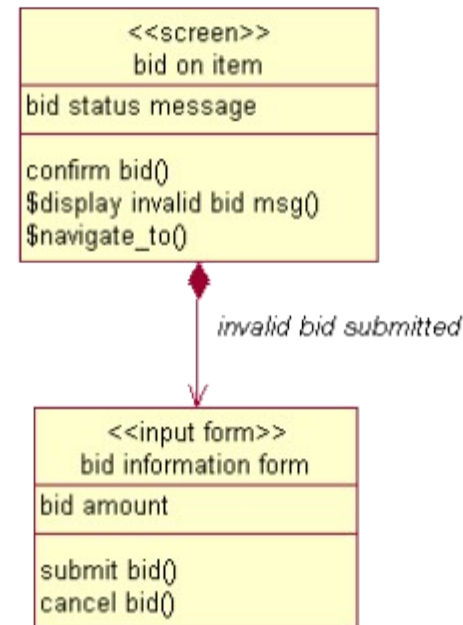 <<screen>>
bid on item
bid status message
confirm bid()
$display invalid bid msg()
$navigate_to()
invalid bid submitted
<<input form>>
bid information form
bid amount
submit bid()
cancel bid()